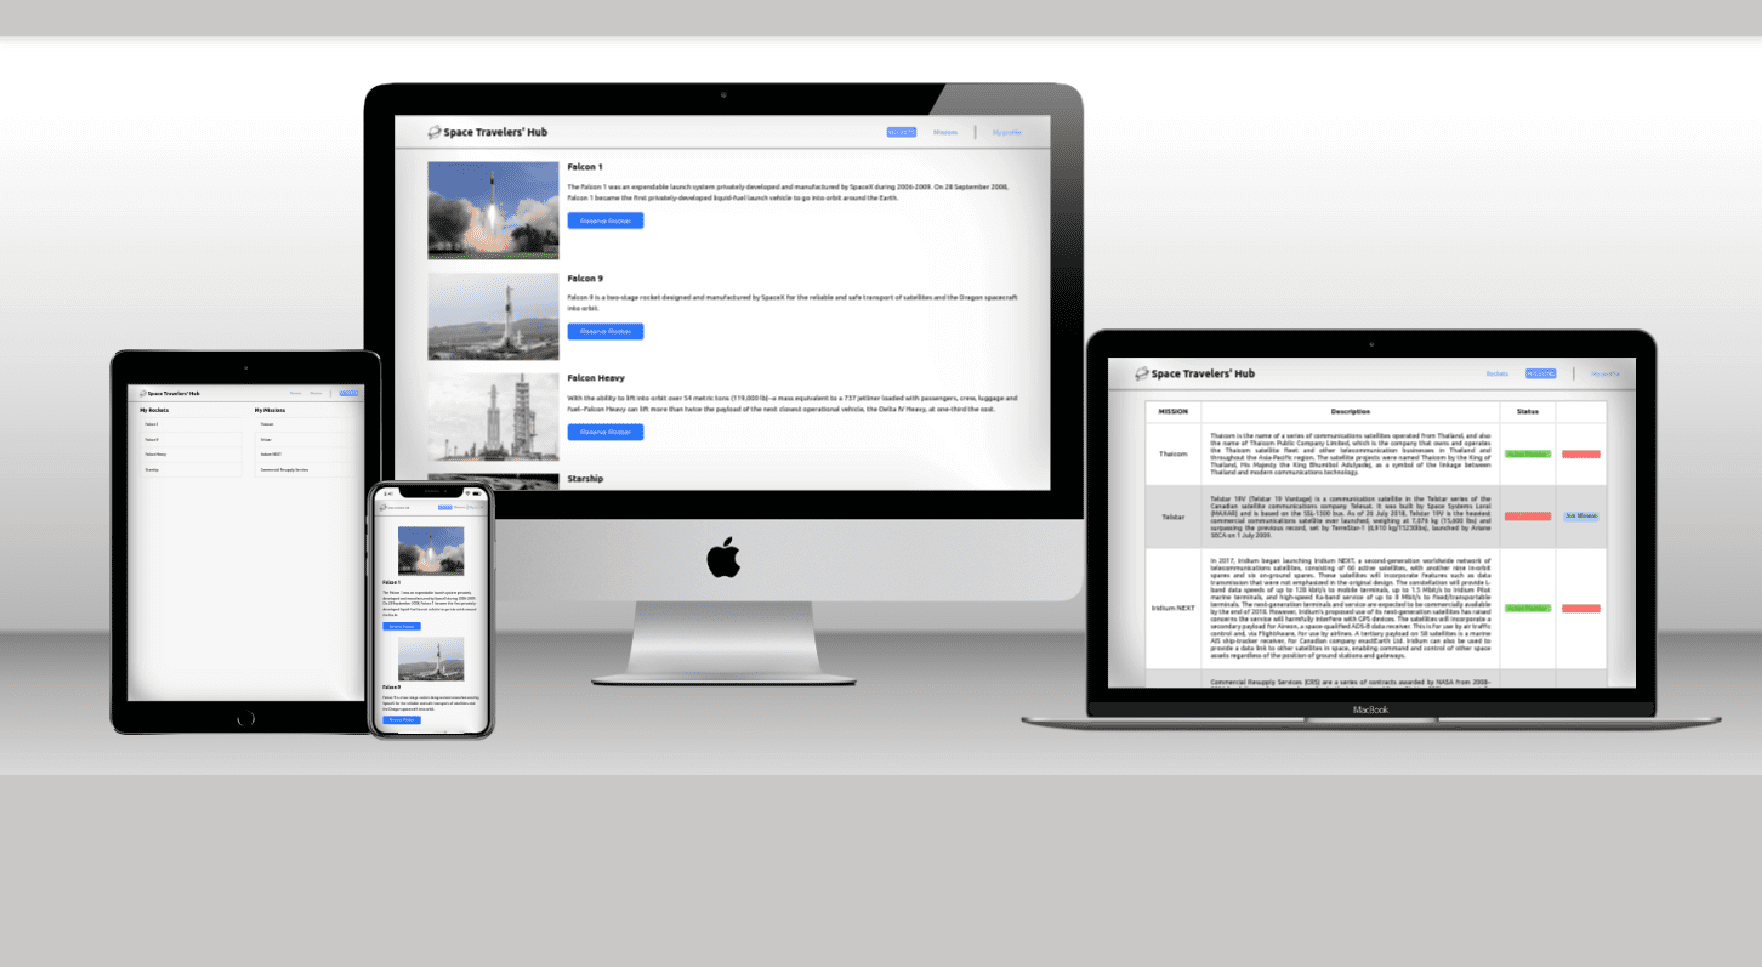 Space Travelers' Hub
Missions
My profile
Falcon 1
The Falcon 1 was an expendable launch system privately developed and manufactured by SpaceX during 2006-2009. On 28 September 2008,
Falcon 1 became the first privately-developed liquid-fuel launch vehicle to go into orbit around the Earth.
Reserve Rocket
Falcon 9
Falcon 9 is a two-stage rocket designed and manufactured by SpaceX for the reliable and safe transport of satellites and the Dragon spacecraft
into orbit.
Reserve Rocket
Falcon Heavy
With the ability to lift into orbit over 54 metric tons (119,000 lb)—a mass equivalent to a 737 jetliner loaded with passengers, crew, luggage and
fuel—Falcon Heavy can lift more than twice the payload of the next closest operational vehicle, the Delta IV Heavy, at one-third the cost.
Reserve Rocket
Starship
Space Travelers' Hub
My Rockets
My Missions
Falcon 1
Thaicom
Falcon 9
Telstar
Falcon Heavy
Iridium NEXT
Starship
Commercial Resupply Services
Falcon 1
Reserve Rocket
Falcon 9
Reserve Rocket
Space Travelers' Hub
Rockets
My profile
MISSION
Description
Status
Thaicom
Thaicom is the name of a series of communications satellites operated from Thailand, and also
the name of Thaicom Public Company Limited, which is the company that owns and operates
the Thaicom satellite fleet and other telecommunication businesses in Thailand and
throughout the Asia-Pacific region. The satellite projects were named Thaicom by the King of
Thailand, His Majesty the King Bhumibol Adulyadej, as a symbol of the linkage between
Thailand and modern communications technology.
Active Member
Telstar
Telstar 19V (Telstar 19 Vantage) is a communication satellite in the Telstar series of the
Canadian satellite communications company Telesat. It was built by Space Systems Loral
(MAXAR) and is based on the SSL-1300 bus. As of 26 July 2018, Telstar 19V is the heaviest
commercial communications satellite ever launched, weighing at 7,076 kg (15,600 lbs) and
surpassing the previous record, set by TerreStar-1 (6,910 kg/15230lbs), launched by Ariane
5ECA on 1 July 2009.
Join Mission
Iridium NEXT
In 2017, Iridium began launching Iridium NEXT, a second-generation worldwide network of
telecommunications satellites, consisting of 66 active satellites, with another nine in-orbit
spares and six on-ground spares. These satellites will incorporate features such as data
transmission that were not emphasized in the original design. The constellation will provide L-
band data speeds of up to 128 kbit/s to mobile terminals, up to 1.5 Mbit/s to Iridium Pilot
marine terminals, and high-speed Ka-band service of up to 8 Mbit/s to fixed/transportable
terminals. The next-generation terminals and service are expected to be commercially available
by the end of 2018. However, Iridium's proposed use of its next-generation satellites has raised
concerns the service will harmfully interfere with GPS devices. The satellites will incorporate a
secondary payload for Aireon, a space-qualified ADS-B data receiver. This is for use by air traffic
control and, via FlightAware, for use by airlines. A tertiary payload on 58 satellites is a marine
AIS ship-tracker receiver, for Canadian company exactEarth Ltd. Iridium can also be used to
provide a data link to other satellites in space, enabling command and control of other space
assets regardless of the position of ground stations and gateways.
Active Member
Commercial Resupply Services (CRS) are a series of contracts awarded by NASA from 2008-
MacBook